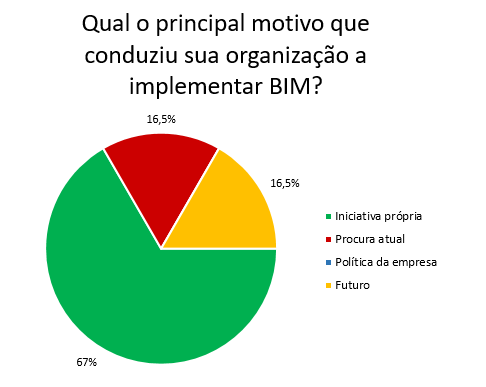 Qual o principal motivo que
conduziu sua organização a
implementar BIM?
16,5%
16,5%
Iniciativa própria
Procura atual
Política da empresa
Futuro
67%